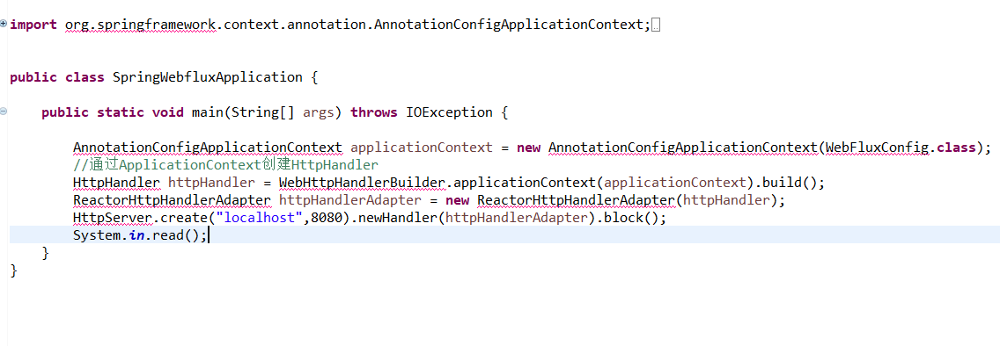 import org.springframework.context.annotation.AnnotationConfigApplicationContext;
public class SpringWebfluxApplication {
public static void main(String[] args) throws IOException {
AnnotationConfigApplicationContext applicationContext = new AnnotationConfigApplicationContext(WebFluxConfig.class);
//通过ApplicationContext创建HttpHandler
HttpHandler httpHandler = WebHttpHandlerBuilder.applicationContext(applicationContext).build();
ReactorHttpHandlerAdapter httpHandlerAdapter = new ReactorHttpHandlerAdapter(httpHandler);
HttpServer.create("localhost",8080).newHandler(httpHandlerAdapter).block();
System.in.read();
}
}